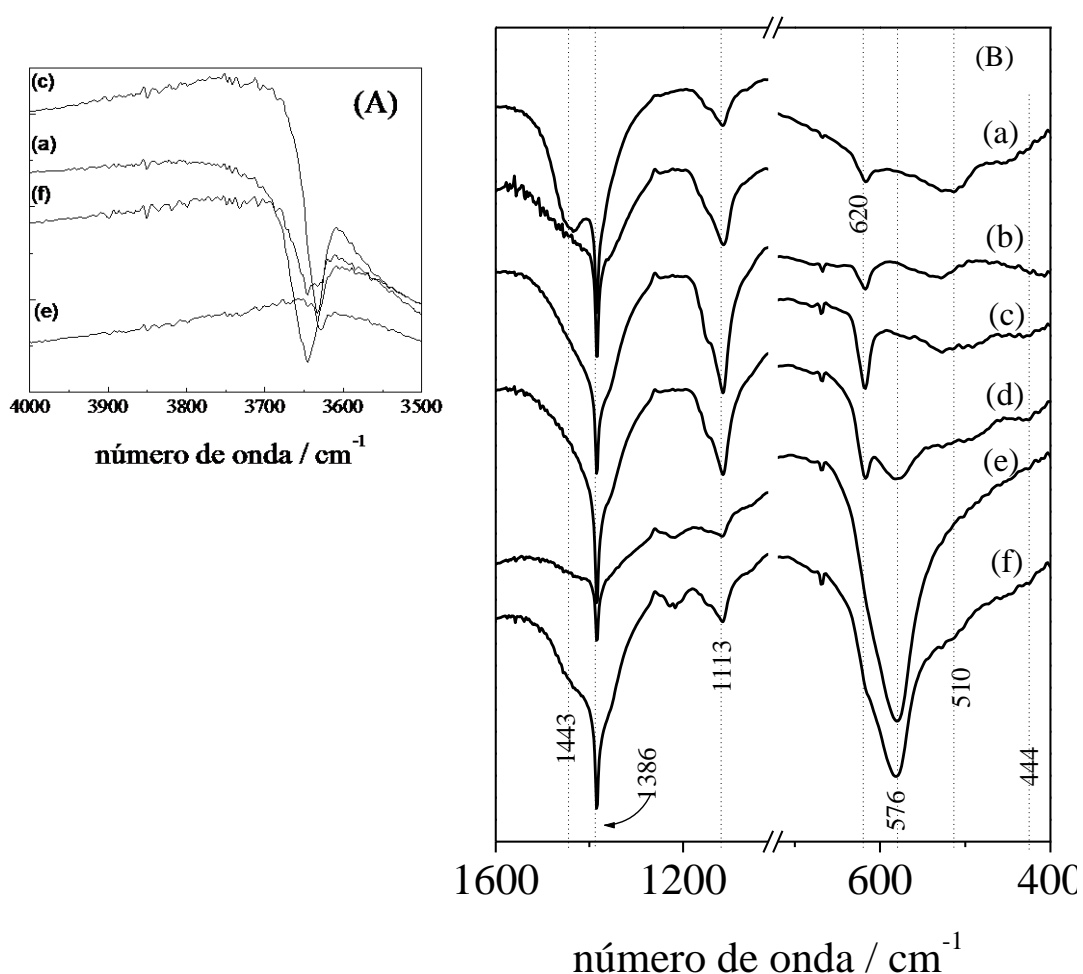 (c)
(A)
(a)
(f)
(e)
4000 3900 3800 3700 3600 3500
número de onda / cm-1
(B)
(a)
620
(b)
(c)
(d)
(e)
(f)
1443
1386
1113
576
510
444
1600 1200 600 400
número de onda / cm-1